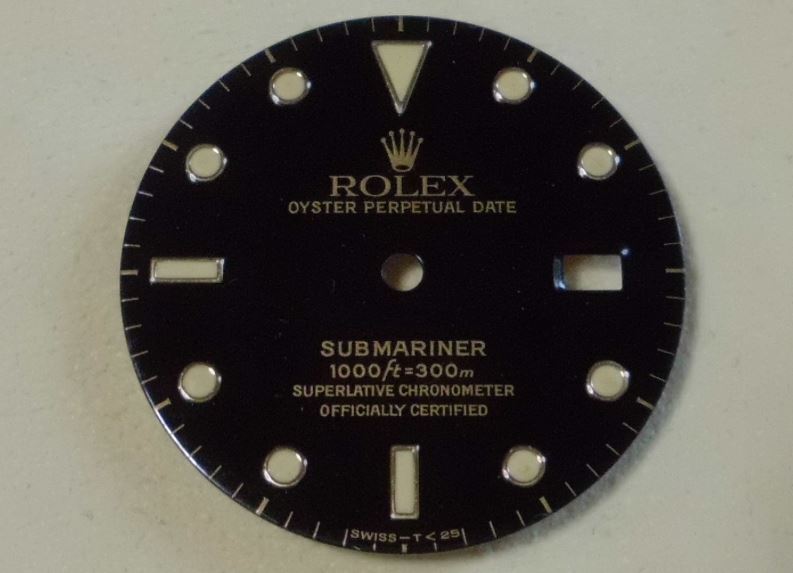 ROLEX
OYSTER PERPETUAL DATE
SUBMARINER
1000ft=300m
SUPERLATIVE CHRONOMETER
OFFICIALLY CERTIFIED
SWISS-T<25